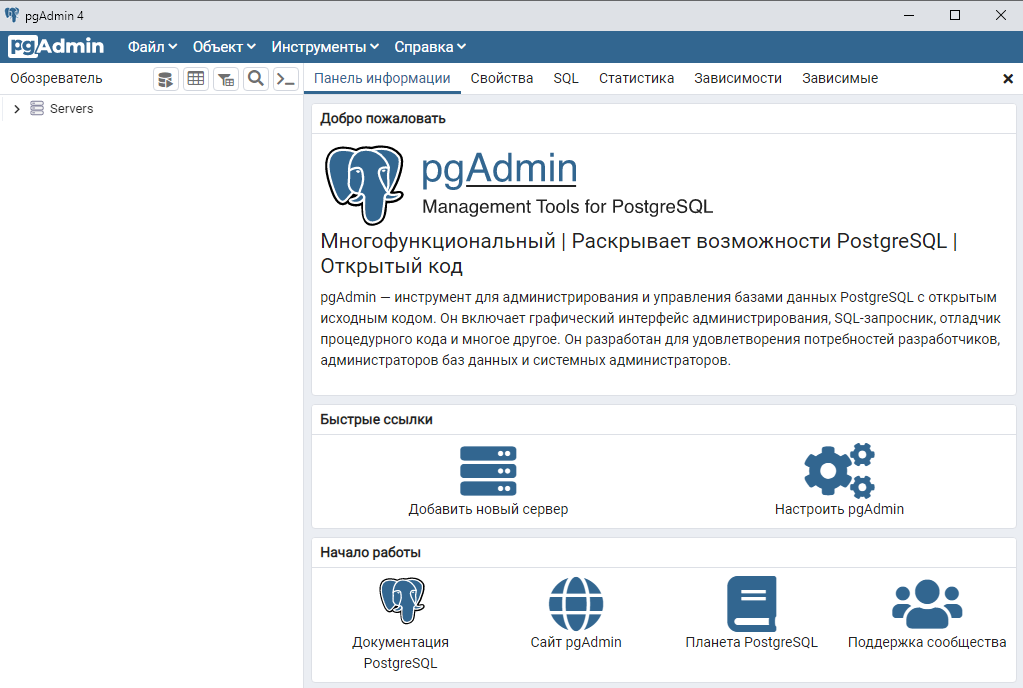 pgAdmin 4
pgAdmin
Файл Объект Инструменты Справка
Обозреватель
Панель информации Свойства SQL Статистика Зависимости Зависимые
Servers
Добро пожаловать
pgAdmin
Management Tools for PostgreSQL
Многофункциональный | Раскрывает возможности PostgreSQL |
Открытый код
pgAdmin — инструмент для администрирования и управления базами данных PostgreSQL с открытым
исходным кодом. Он включает графический интерфейс администрирования, SQL-запросник, отладчик
процедурного кода и многое другое. Он разработан для удовлетворения потребностей разработчиков,
администраторов баз данных и системных администраторов.
Быстрые ссылки
Добавить новый сервер
Настроить pgAdmin
Начало работы
Документация
PostgreSQL
Сайт pgAdmin
Планета PostgreSQL
Поддержка сообщества